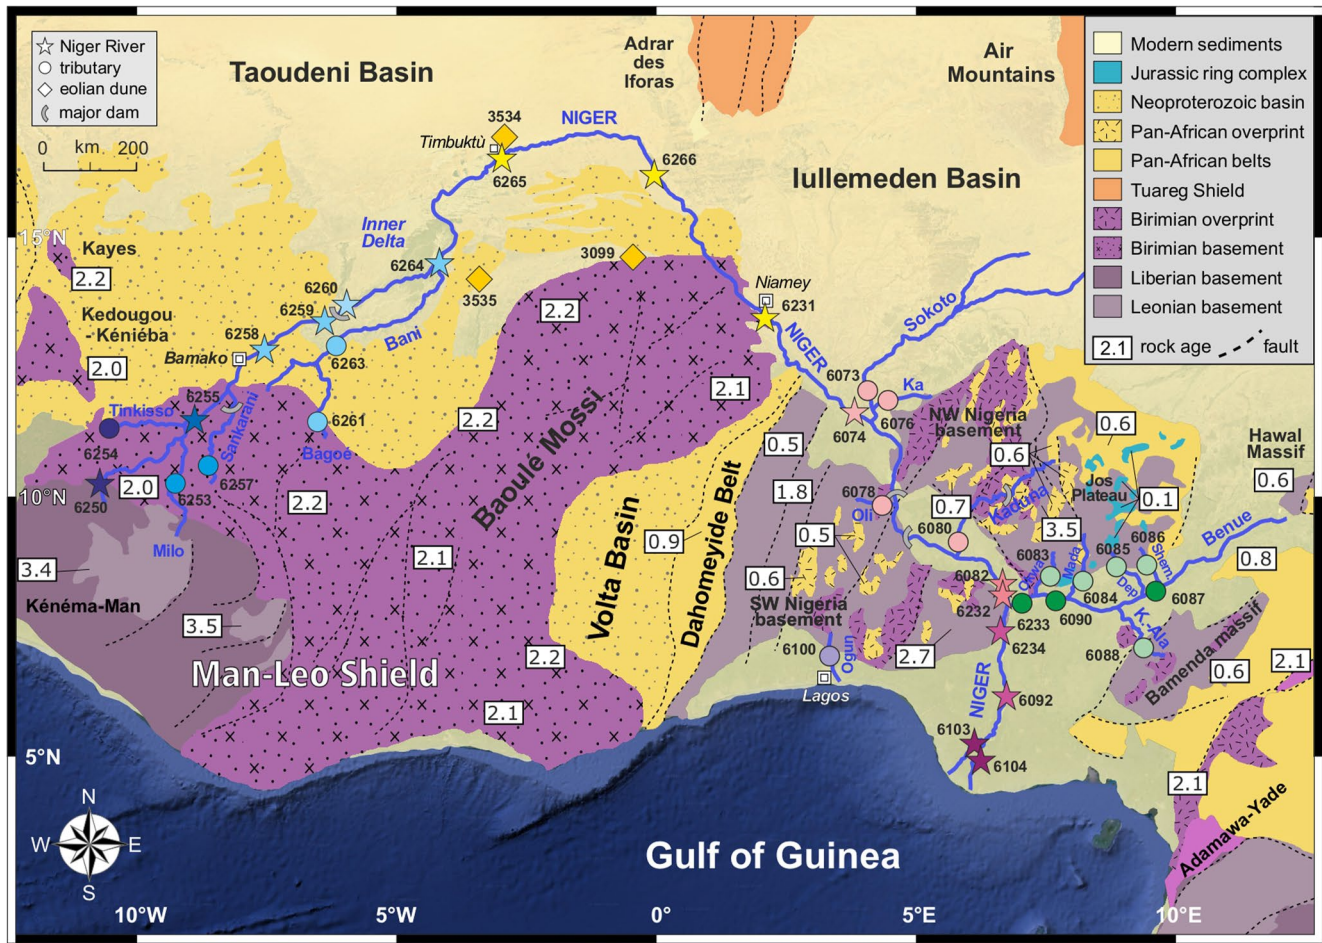 Niger River
tributary
eolian dune
major dam
0 km 200
Taoudeni Basin
Adrar
des
Iforas
Air
Mountains
Modern sediments
Jurassic ring complex
Neoproterozoic basin
Pan-African overprint
Pan-African belts
Tuareg Shield
Birimian overprint
Birimian basement
Liberian basement
Leonian basement
2.1 rock age fault
3534
NIGER
Timbuktù
6265
6266
Iullemeden Basin
Inner
Delta
15°N
Kayes
2.2
6264
3099
3535
6260
6259
Kedougou
-Kéniéba
6258
Bamako
Bani
6263
2.2
Niamey
6231
NIGER
Sokoto
2.0
6255
Tinkisso
Sankarani
6261
Bagoé
2.2
2.1
6073
Ka
6074
6076
NW Nigeria
basement
0.6
0.6
Hawal
Massif
0.6
6254
6250
10°N
2.0
6253
6257
2.2
Baoulé Mossi
0.5
1.8
6078
Oli
Jos
Plateau
0.1
Kaduna
0.7
3.5
6080
Milo
3.4
Kénéma-Man
3.5
2.1
Volta Basin
0.9
Dahomeyide Belt
0.5
0.6
SW Nigeria
basement
6082
6232
6083
Okwa
Mada
6085
6086
Shem.
Dep
6084
Benue
0.8
6087
6090
6233
6234
K.-Ala
6088
Bamenda massif
0.6
2.1
6100
Ogun
2.7
Lagos
2.2
Man-Leo Shield
2.1
NIGER
6092
6103
6104
5°N
2.1
Adamawa-Yade
N
W E
S
Gulf of Guinea
10°W
5°W
0°
5°E
10°E